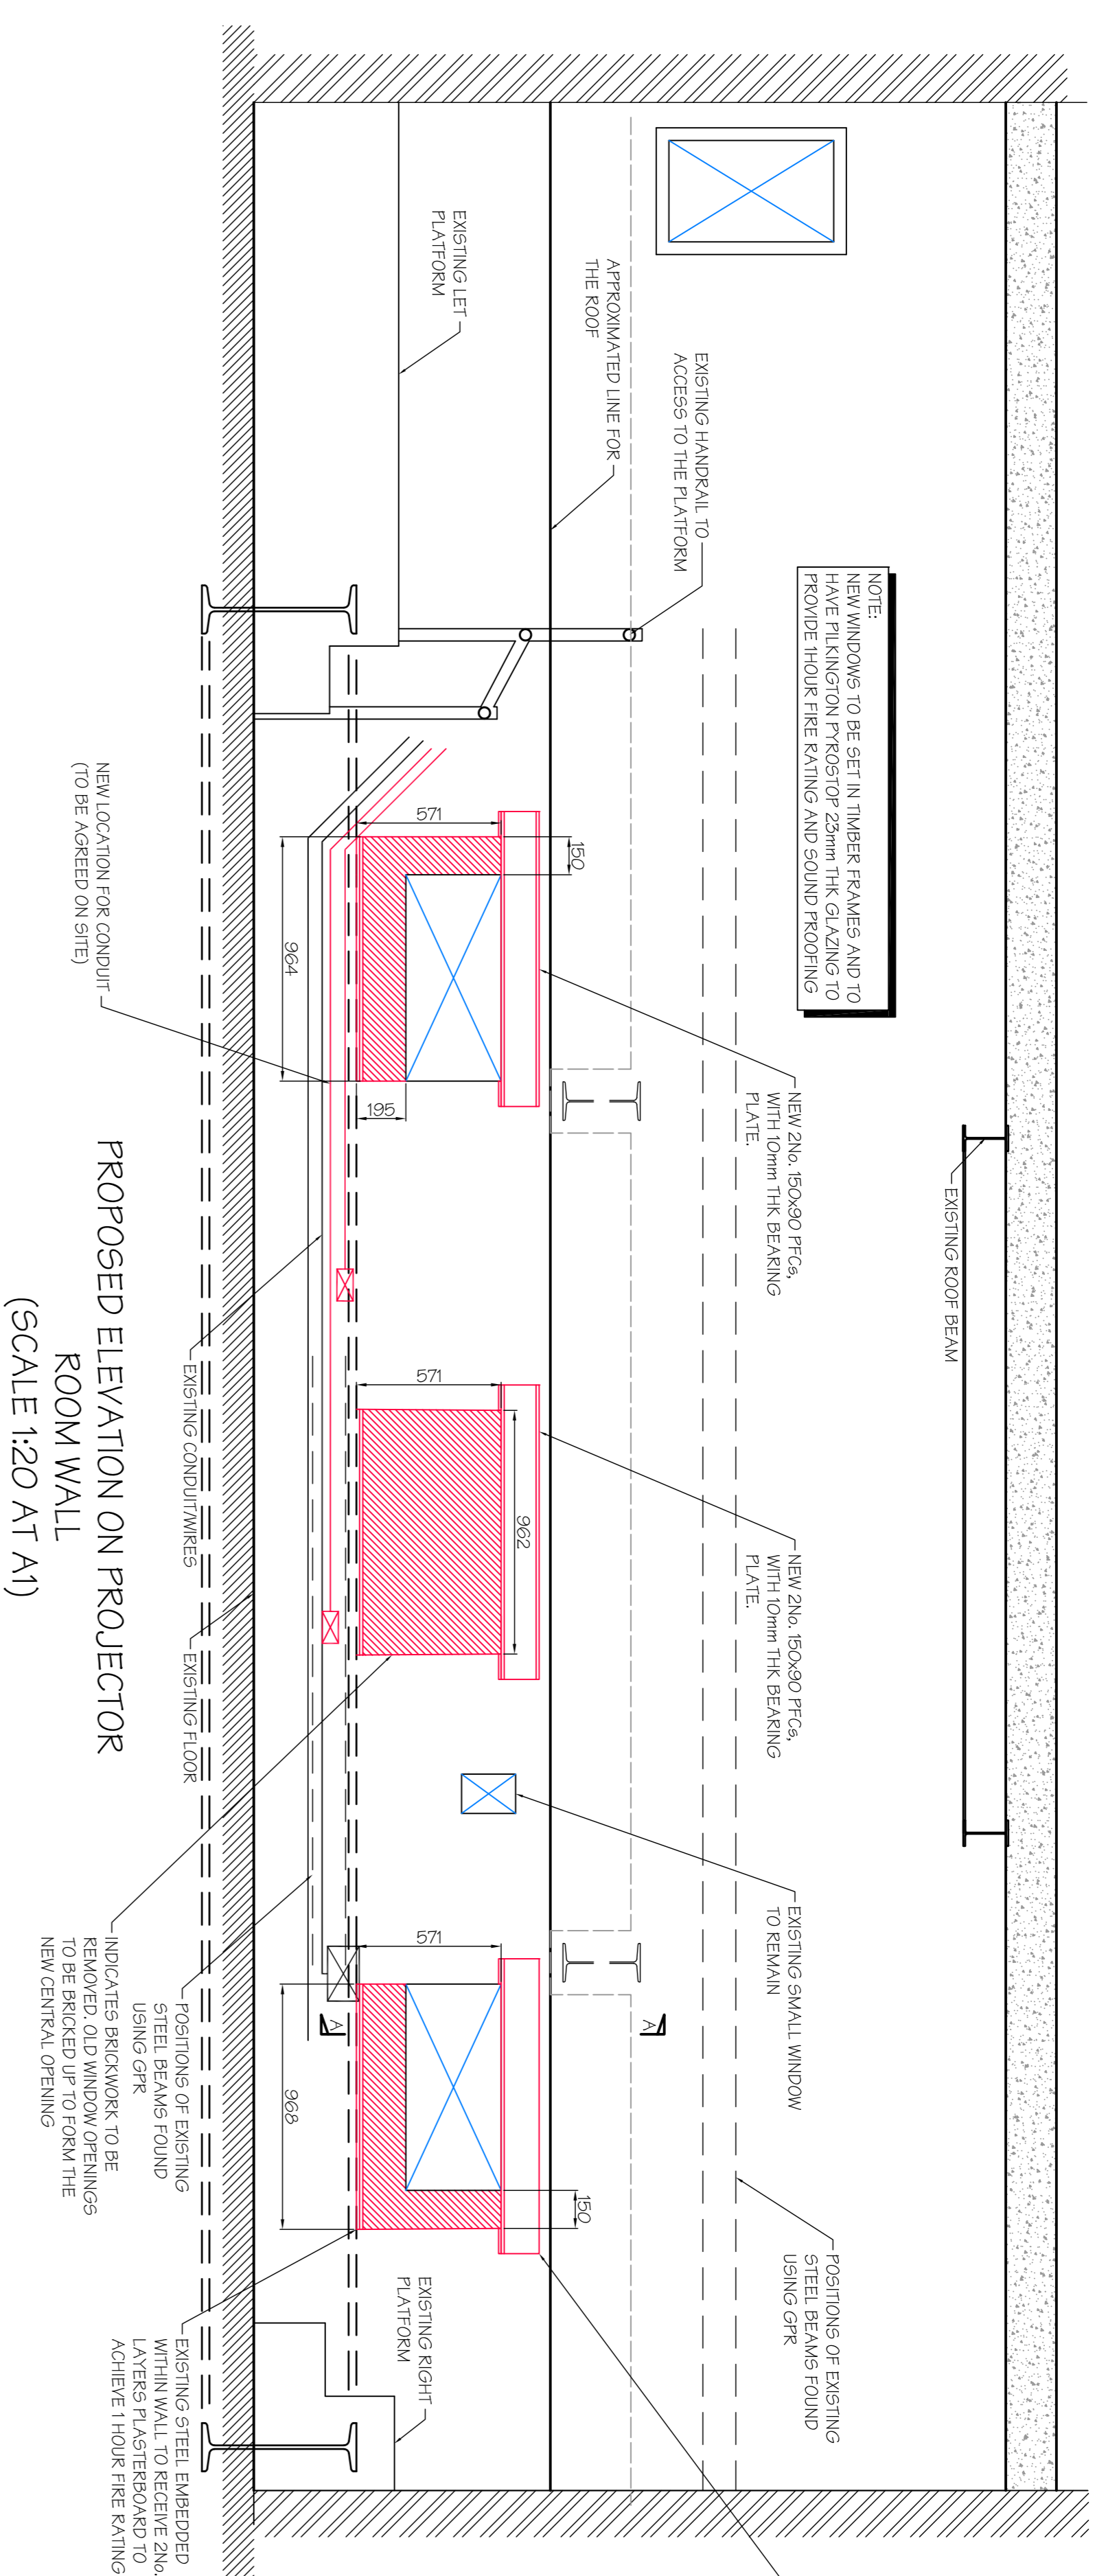 EXISTING ROOF BEAM
NOTE:
NEW WINDOWS TO BE SET IN TIMBER FRAMES AND TO
HAVE PILKINGTON PYROSTOP 23mm THK GLAZING TO
PROVIDE 1HOUR FIRE RATING AND SOUND PROOFING
EXISTING HANDRAIL TO
ACCESS TO THE PLATFORM
APPROXIMATED LINE FOR
THE ROOF
EXISTING LET
PLATFORM
NEW 2No. 150x90 PFCs,
WITH 10mm THK BEARING
PLATE.
NEW 2No. 150x90 PFCs,
WITH 10mm THK BEARING
PLATE.
EXISTING SMALL WINDOW
TO REMAIN
POSITIONS OF EXISTING
STEEL BEAMS FOUND
USING GPR
A
A
150
571
964
195
571
962
571
968
150
EXISTING RIGHT
PLATFORM
NEW LOCATION FOR CONDUIT
(TO BE AGREED ON SITE)
EXISTING CONDUIT/WIRES
EXISTING FLOOR
POSITIONS OF EXISTING
STEEL BEAMS FOUND
USING GPR
INDICATES BRICKWORK TO BE
REMOVED. OLD WINDOW OPENINGS
TO BE BRICKED UP TO FORM THE
NEW CENTRAL OPENING
EXISTING STEEL EMBEDDED
WITHIN WALL TO RECEIVE 2No.
LAYERS PLASTERBOARD TO
ACHIEVE 1 HOUR FIRE RATING
PROPOSED ELEVATION ON PROJECTOR
ROOM WALL
(SCALE 1:20 AT A1)